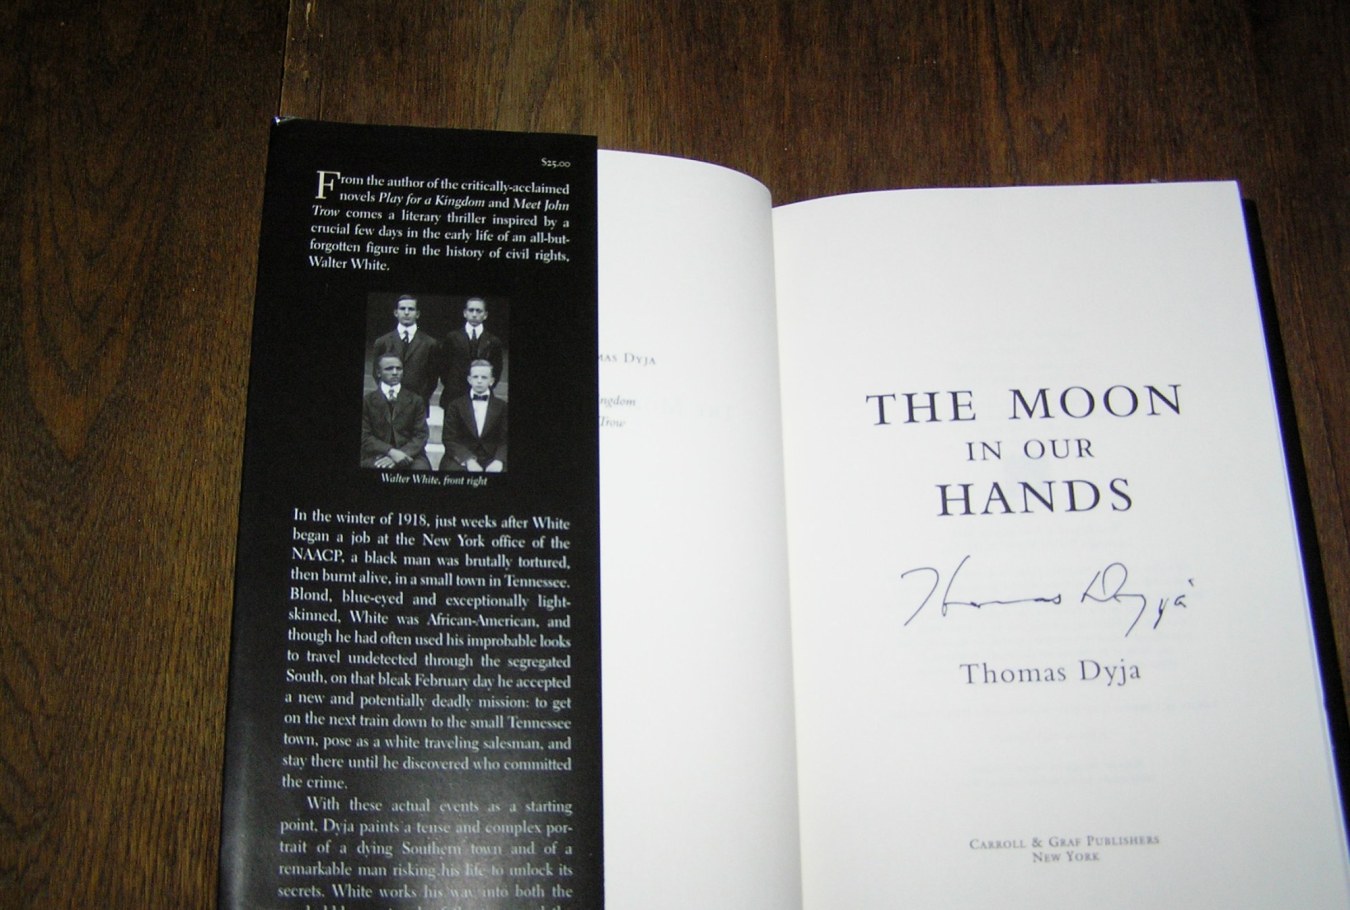 $25.00
From the author of the critically-acclaimed
novels Play for a Kingdom and Meet John
Trow comes a literary thriller inspired by a
crucial few days in the early life of an all-but-
forgotten figure in the history of civil rights,
Walter White.
Walter White, front right
In the winter of 1918, just weeks after White
began a job at the New York office of the
NAACP, a black man was brutally tortured,
then burnt alive, in a small town in Tennessee.
Blond, blue-eyed and exceptionally light-
skinned, White was African-American, and
though he had often used his improbable looks
to travel undetected through the segregated
South, on that bleak February day he accepted
a new and potentially deadly mission: to get
on the next train down to the small Tennessee
town, pose as a white traveling salesman, and
stay there until he discovered who committed
the crime.
With these actual events as a starting
point, Dyja paints a tense and complex por-
trait of a dying Southern town and of a
remarkable man risking his life to unlock its
secrets. White works his way into both the
mas Dyja
ngdom
Trow
THE MOON
IN OUR
HANDS
Thomas Dyja
Thomas Dyja
Carroll & Graf Publishers
New York